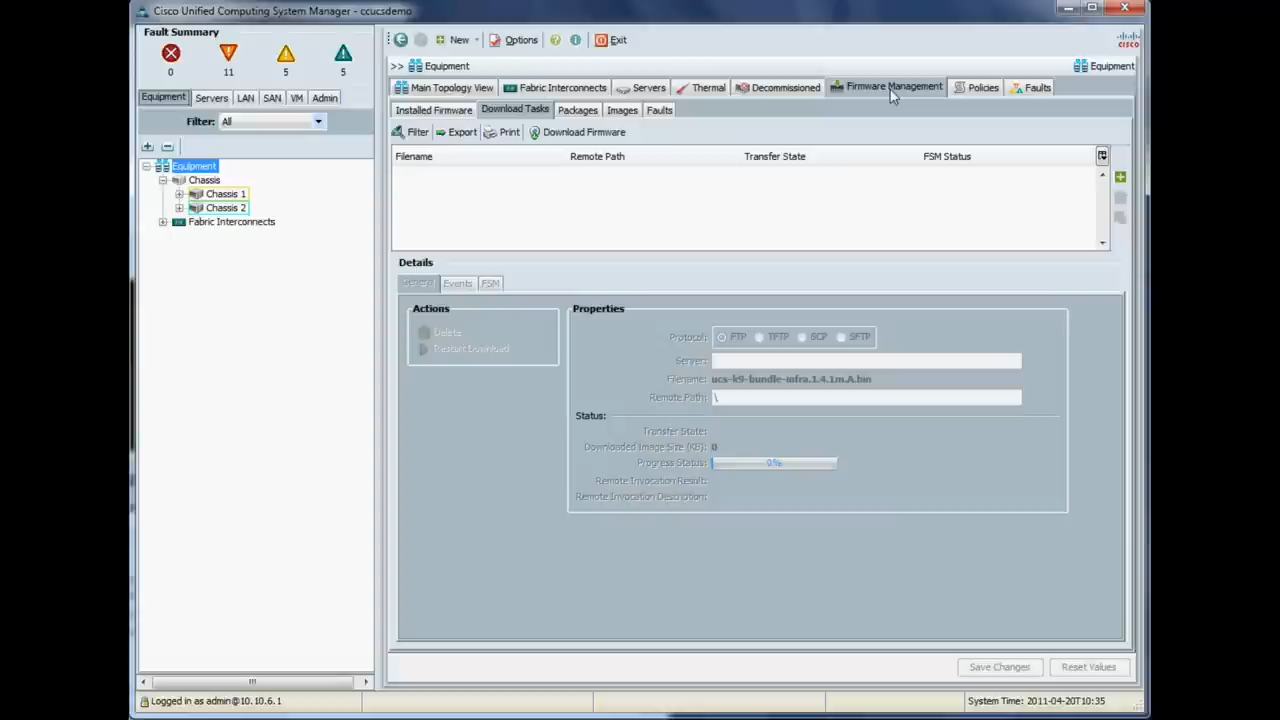 Cisco Unified Computing System Manager - ccucsdemo
Fault Summary
0 11 5 5
New Options Exit
CISCO
>> Equipment Equipment
Equipment Servers LAN SAN VM Admin
Filter: All
Main Topology View Fabric Interconnects Servers Thermal Decommissioned Firmware Management Policies Faults
Installed Firmware Download Tasks Packages Images Faults
Filter Export Print Download Firmware
Filename Remote Path Transfer State FSM Status
Equipment
Chassis
Chassis 1
Chassis 2
Fabric Interconnects
Details
General Events FSM
Actions
Delete
Restart Download
Properties
Protocol: FTP TFTP SCP SFTP
Server:
Filename: ucs-k9-bundle-infra.1.4.1m.A.bin
Remote Path: \
Status:
Transfer State:
Downloaded Image Size (KB): 0
Progress Status: 0%
Remote Invocation Result:
Remote Invocation Description:
Save Changes Reset Values
Logged in as admin@10.10.6.1
System Time: 2011-04-20T10:35